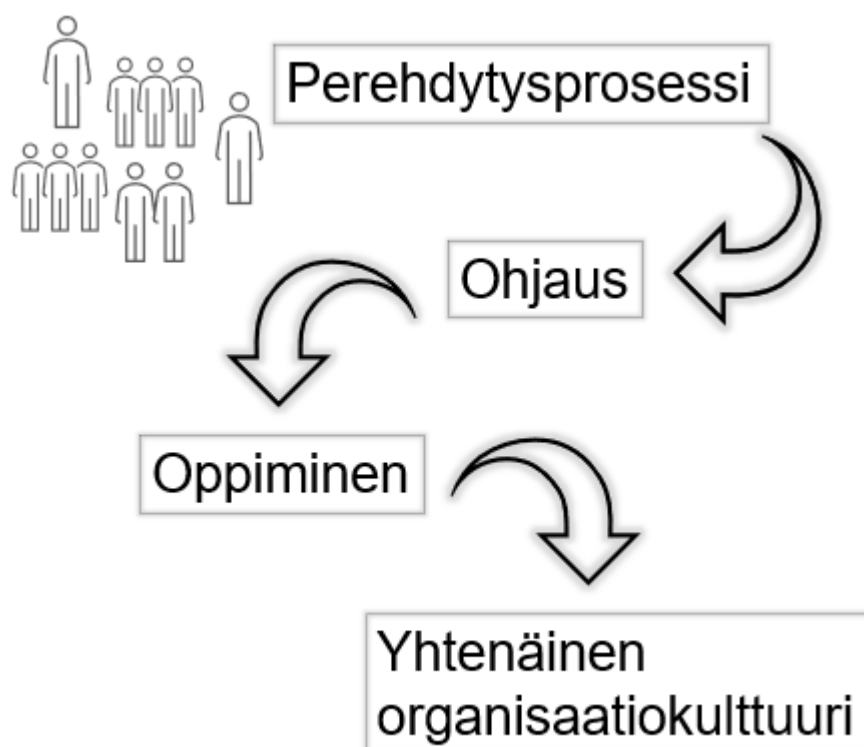 Perehdytysprosessi
Ohjaus
Oppiminen
Yhtenäinen
organisaatiokulttuuri